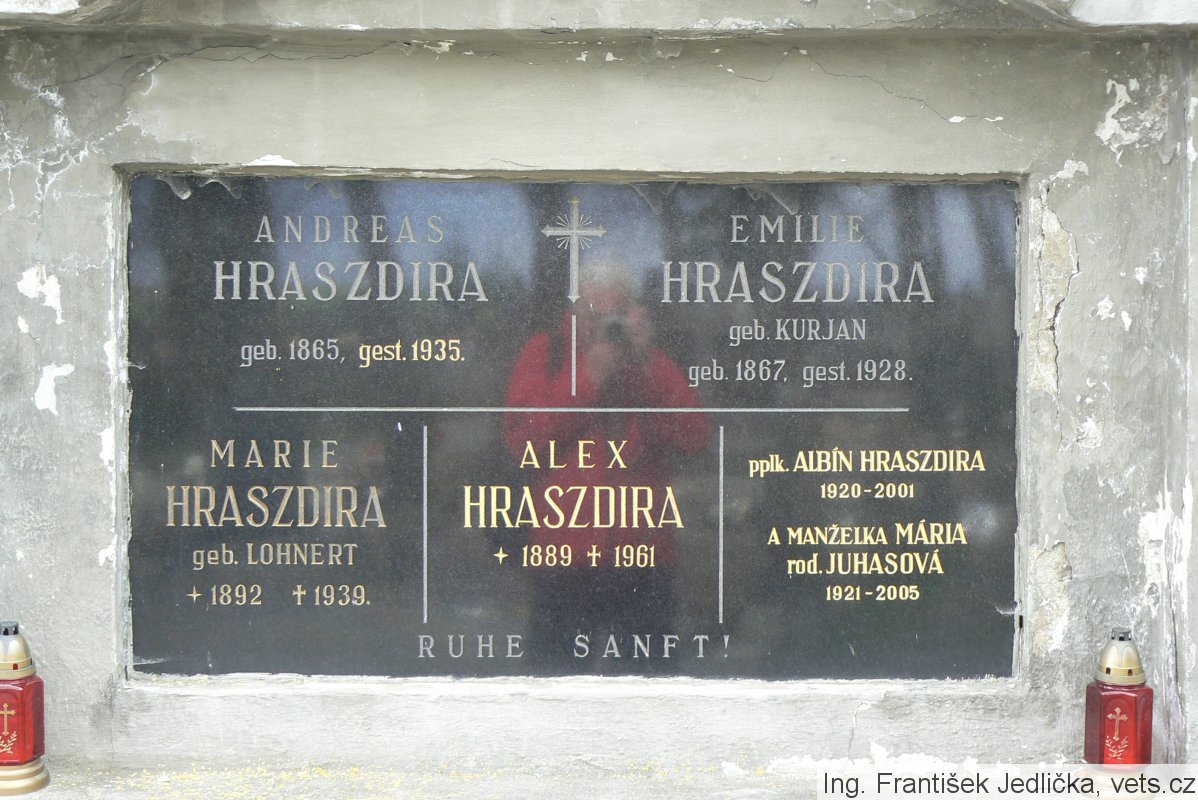 ANDREAS
HRASZDIRA
geb. 1865, gest. 1935.
EMILIE
HRASZDIRA
geb. KURJAN
geb. 1867, gest. 1928.
MARIE
HRASZDIRA
geb. LOHNERT
+ 1892 † 1939.
ALEX
HRASZDIRA
+ 1889 † 1961
pplk. ALBÍN HRASZDIRA
1920-2001
A MANŽELKA MÁRIA
rod. JUHASOVÁ
1921-2005
RUHE SANFT!
Ing. František Jedlička, vets.cz